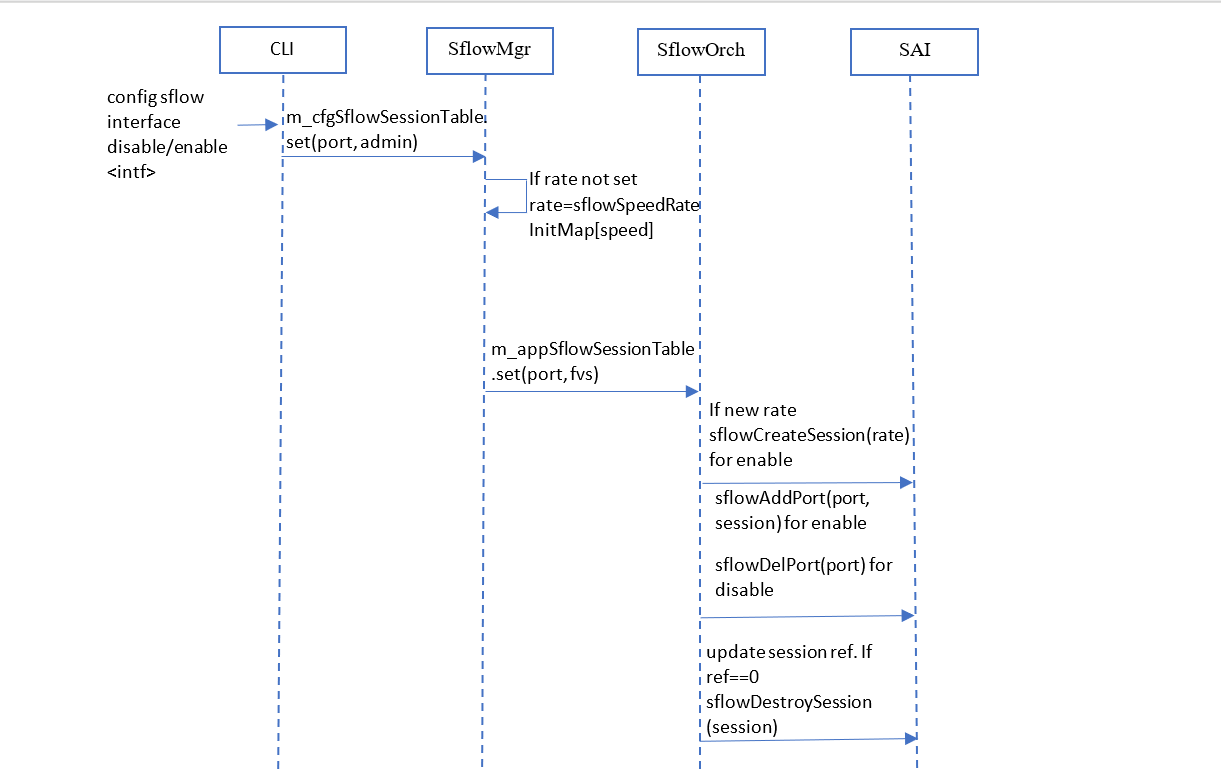 CLI
SflowMgr
SflowOrch
SAI
config sflow
interface
disable/enable
<intf>
m_cfgSflowSessionTable.
set(port, admin)
If rate not set
rate=sflowSpeedRate
InitMap[speed]
m_appSflowSessionTable
.set(port, fvs)
If new rate
sflowCreateSession(rate)
for enable
sflowAddPort(port,
session) for enable
sflowDelPort(port) for
disable
update session ref. If
ref==0
sflowDestroySession
(session)